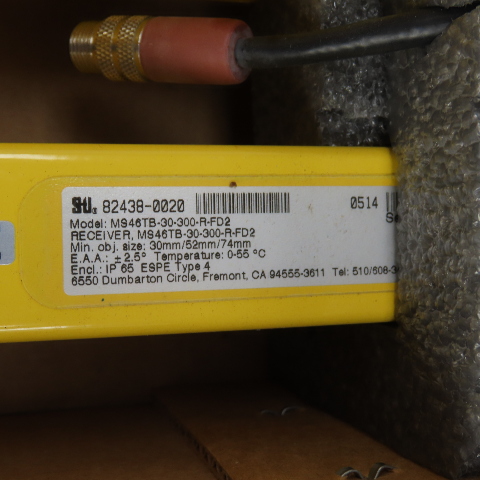 STI 82438-0020 0514
Model: MS46TB-30-300-R-FD2
RECEIVER, MS46TB-30-300-R-FD2
Min. obj. size: 30mm/52mm/74mm
E.A.A.: ± 2.5° Temperature: 0-55 °C
Encl.: IP 65 ESPE Type 4
6550 Dumbarton Circle, Fremont, CA 94555-3611 Tel: 510/608-3